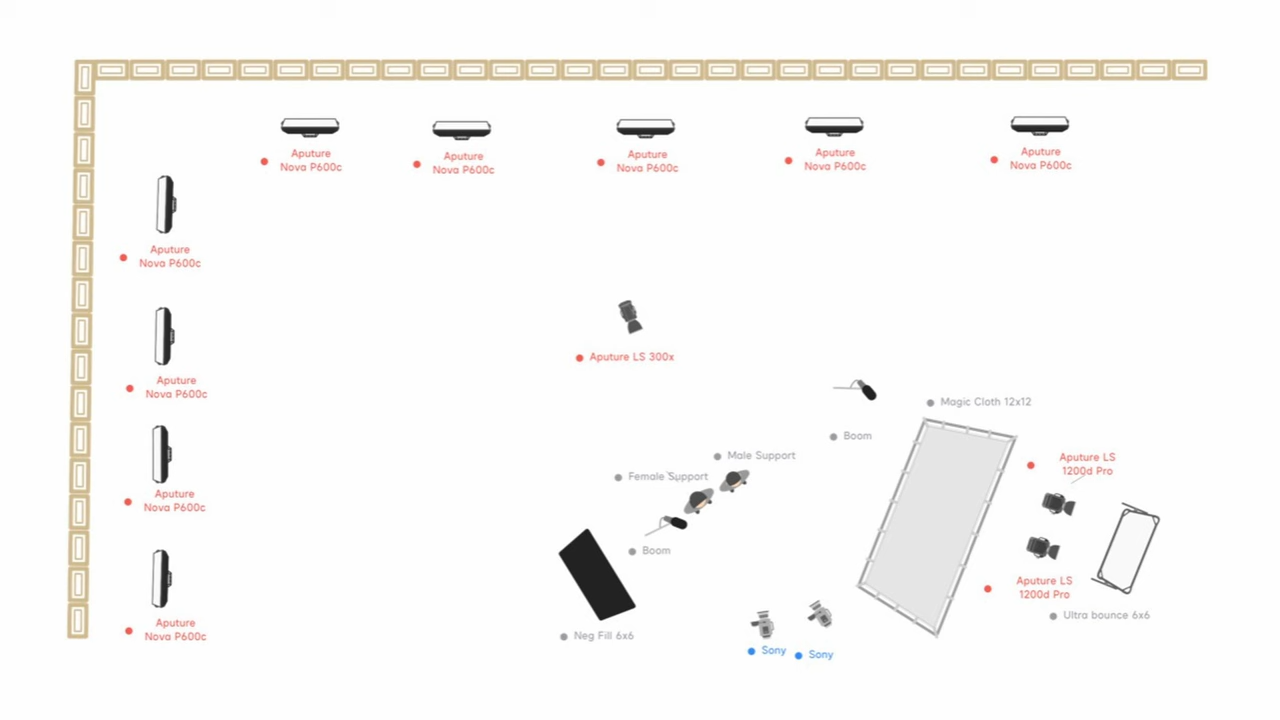 Aputure
Nova P600c
Aputure
Nova P600c
Aputure
Nova P600c
Aputure
Nova P600c
Aputure
Nova P600c
Aputure
Nova P600c
Aputure LS 300x
Aputure
Nova P600c
Magic Cloth 12x12
Boom
Male Support
Aputure LS
1200d Pro
Female Support
Aputure
Nova P600c
Boom
Aputure LS
1200d Pro
Ultra bounce 6x6
Aputure
Nova P600c
Neg Fill 6x6
Sony
Sony